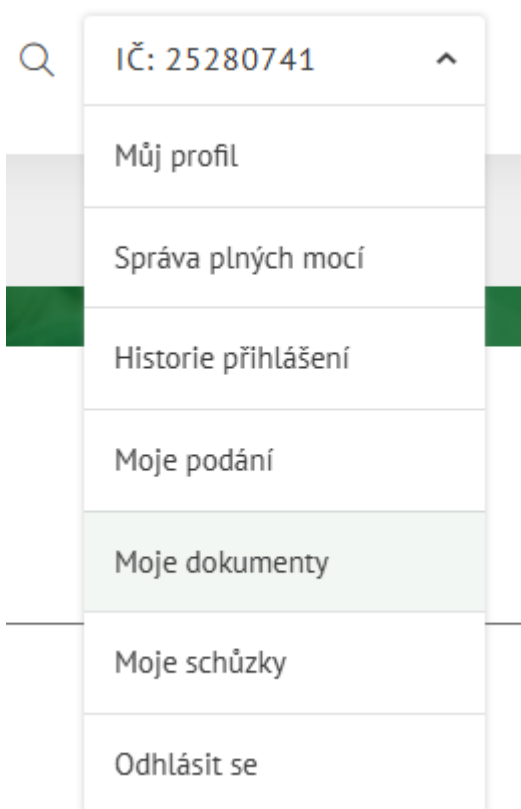 IČ: 25280741
Můj profil
Správa plných mocí
Historie přihlášení
Moje podání
Moje dokumenty
Moje schůzky
Odhlásit se